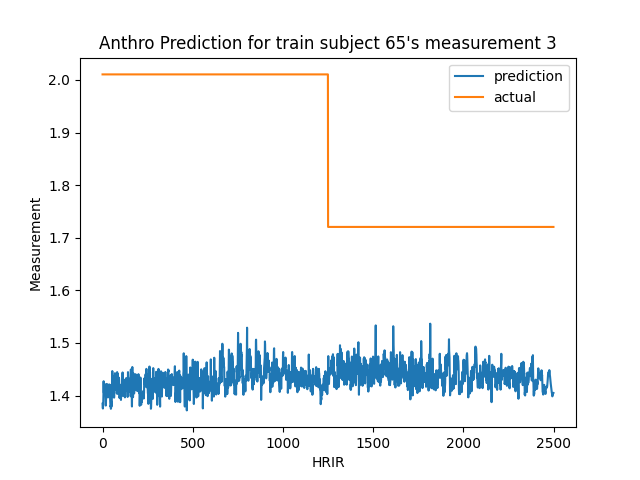 Anthro Prediction for train subject 65's measurement 3
prediction
actual
Measurement
2.0
1.9
1.8
1.7
1.6
1.5
1.4
0
500
1000
1500
2000
2500
HRIR